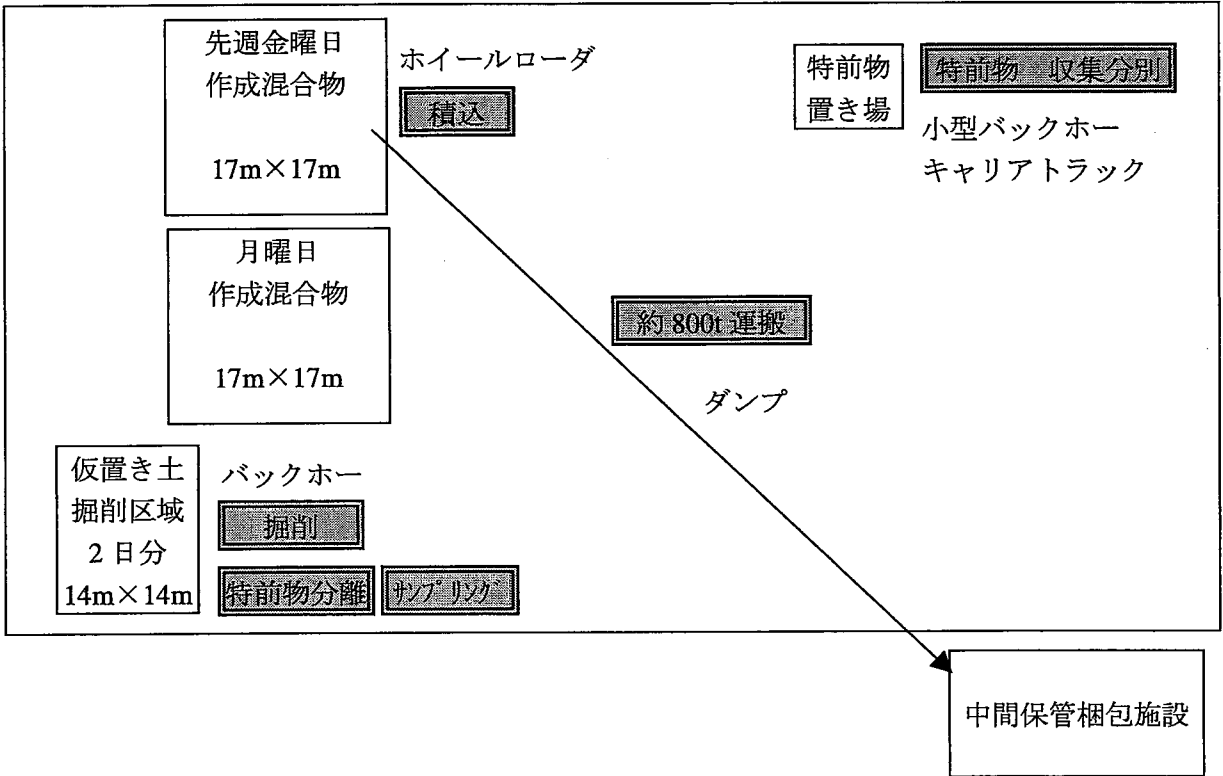 先週金曜日
作成混合物
17m×17m
ホイールローダ
積込
特前物
置き場
特前物 収集分別
小型バックホー
キャリアトラック
月曜日
作成混合物
17m×17m
約800t運搬
ダンプ
仮置き土
掘削区域
2日分
14m×14m
バックホー
掘削
特前物分離
ｻﾝﾌﾟﾘﾝｸﾞ
中間保管梱包施設